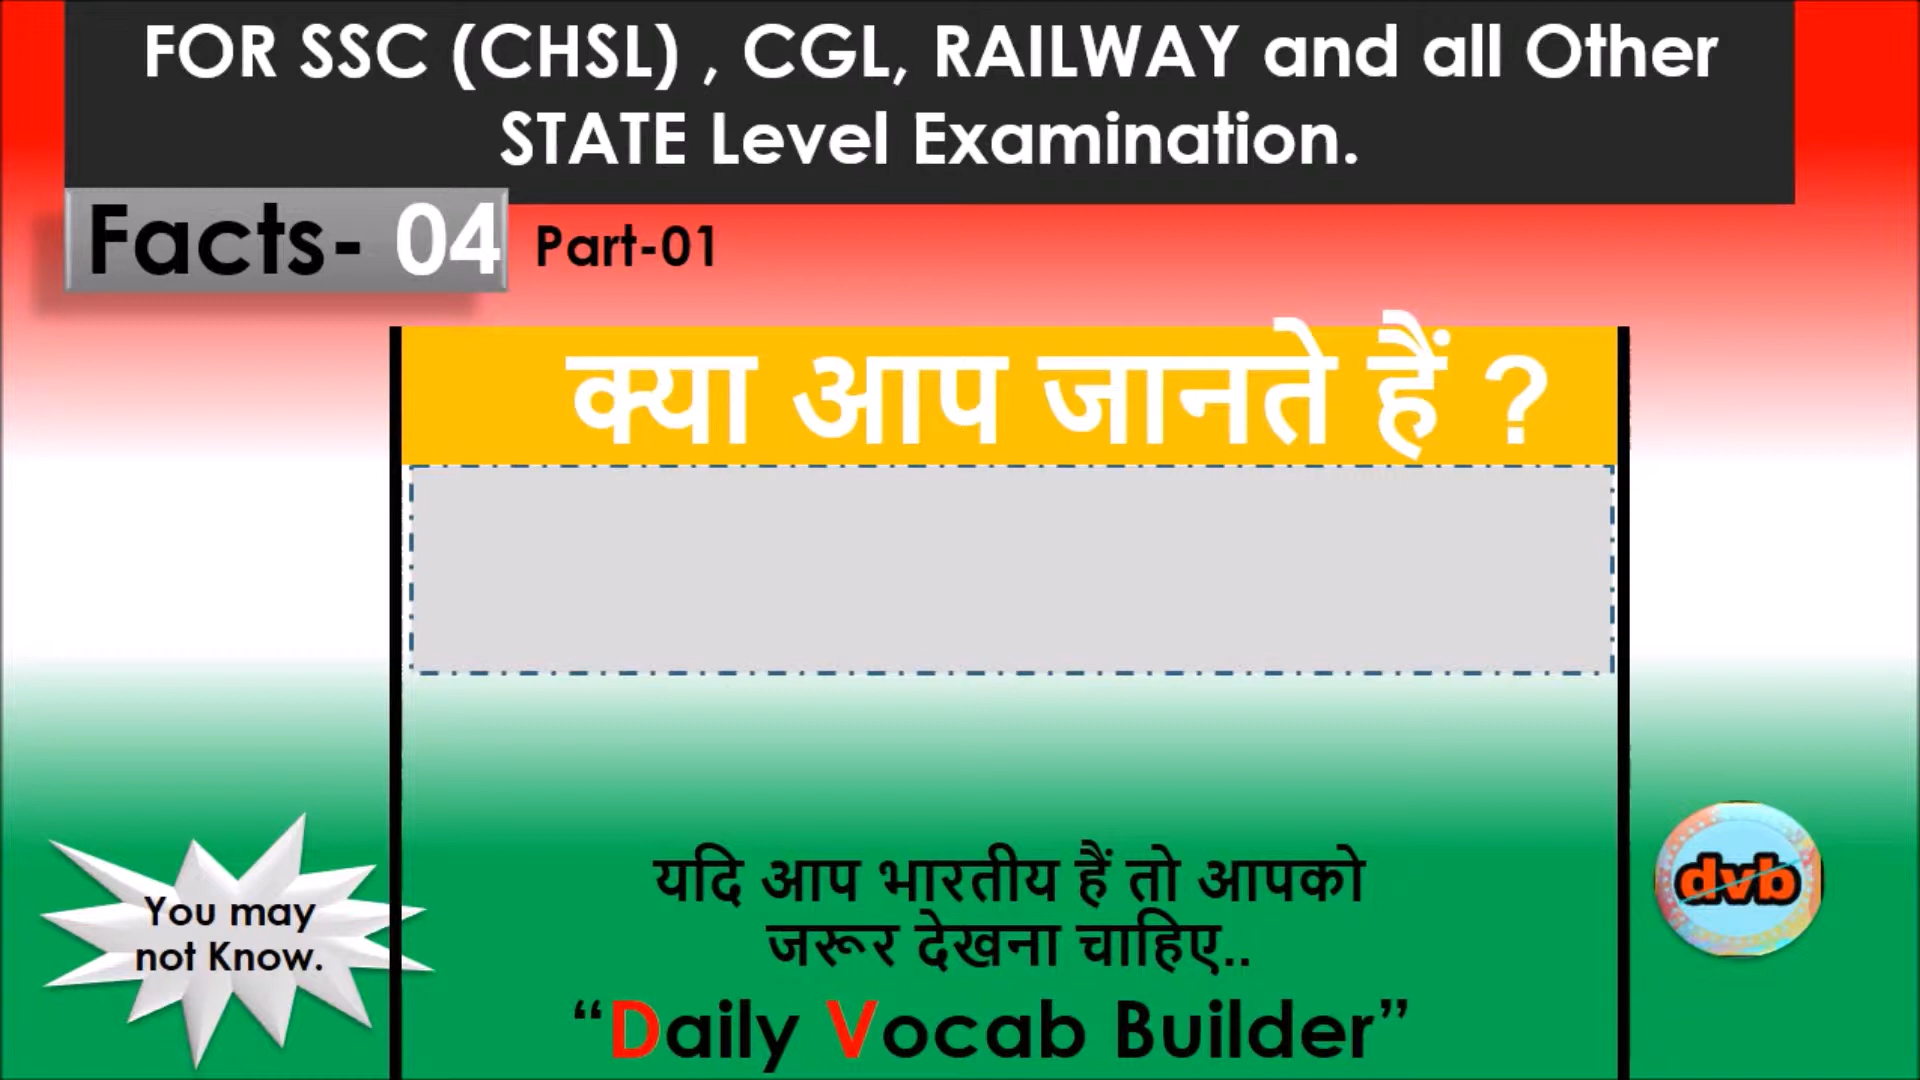 FOR SSC (CHSL) , CGL, RAILWAY and all Other
STATE Level Examination.
Facts- 04
Part-01
क्या आप जानते हैं ?
You may
not Know.
यदि आप भारतीय हैं तो आपको
जरूर देखना चाहिए..
“Daily Vocab Builder”
dvb